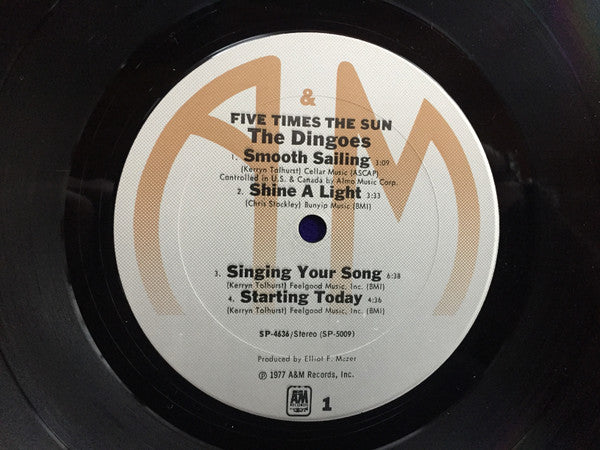 A&M
FIVE TIMES THE SUN
The Dingoes
1. Smooth Sailing 3:09
(Kerryn Tolhurst) Cellar Music (ASCAP)
Controlled in U.S. & Canada by Almo Music Corp.
2. Shine A Light 3:33
(Chris Stockley) Bunyip Music (BMI)
3. Singing Your Song 6:38
(Kerryn Tolhurst) Feelgood Music, Inc. (BMI)
4. Starting Today 4:36
(Kerryn Tolhurst) Feelgood Music, Inc. (BMI)
SP-4636/Stereo (SP-5009)
Produced by Elliot F. Mazer
℗ 1977 A&M Records, Inc.
A&M
RECORDS
1